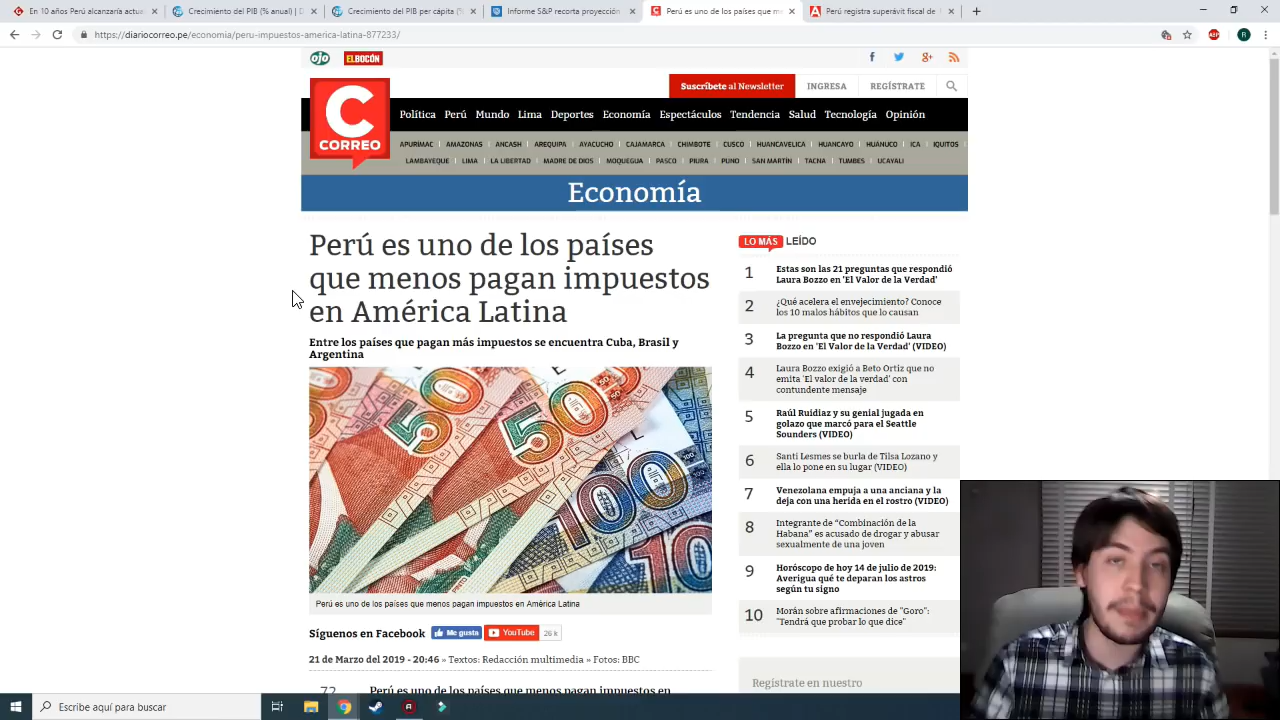 Perú es uno de los países que me
Perú alcanzaría actua
Crecimiento del PIB (% anual) | D
Crecimiento del PIB per cápita (%
Informe S&P reconoce proyección
Perú registra superávit fiscal de
https://diariocorreo.pe/economia/peru-impuestos-america-latina-877233/
ojo
ELBOCÓN
Suscríbete al Newsletter
INGRESA
REGÍSTRATE
C
CORREO
Política Perú Mundo Lima Deportes Economía Espectáculos Tendencia Salud Tecnología Opinión
APURIMAC AMAZONAS ANCASH AREQUIPA AYACUCHO CAJAMARCA CHIMBOTE CUSCO HUANCAVELICA HUANCAYO HUÁNUCO ICA IQUITOS
LAMBAYEQUE LIMA LA LIBERTAD MADRE DE DIOS MOQUEGUA PASCO PIURA PUNO SAN MARTÍN TACNA TUMBES UCAYALI
Economía
Perú es uno de los países
que menos pagan impuestos
en América Latina
Entre los países que pagan más impuestos se encuentra Cuba, Brasil y
Argentina
50
50
100
10
Perú es uno de los países que menos pagan impuestos en América Latina
Síguenos en Facebook
Me gusta
YouTube
26 k
21 de Marzo del 2019 - 20:46 » Textos: Redacción multimedia » Fotos: BBC
72
Perú es uno de los países que menos pagan impuestos en
LO MÁS LEÍDO
1
Estas son las 21 preguntas que respondió
Laura Bozzo en 'El Valor de la Verdad'
2
¿Qué acelera el envejecimiento? Conoce
los 10 malos hábitos que lo causan
3
La pregunta que no respondió Laura
Bozzo en 'El Valor de la Verdad' (VIDEO)
4
Laura Bozzo exigió a Beto Ortiz que no
emita 'El valor de la verdad' con
contundente mensaje
5
Raúl Ruidiaz y su genial jugada en
golazo que marcó para el Seattle
Sounders (VIDEO)
6
Santi Lesmes se burla de Tilsa Lozano y
ella lo pone en su lugar (VIDEO)
7
Venezolana empuja a una anciana y la
deja con una herida en el rostro (VIDEO)
8
Integrante de “Combinación de la
Habana” es acusado de drogar y abusar
sexualmente de una joven
9
Horóscopo de hoy 14 de julio de 2019:
Averigua qué te deparan los astros
según tu signo
10
Morán sobre afirmaciones de "Goro":
"Tendrá que probar lo que dice"
Registrate en nuestro
Escribe aquí para buscar